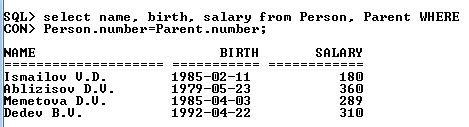 SQL> select name, birth, salary from Person, Parent WHERE
CON> Person.number=Parent.number;
NAME BIRTH SALARY
==================== =========== ============
Ismailov V.D. 1985-02-11 180
Ablizisov D.V. 1979-05-23 360
Memetova D.V. 1985-04-03 289
Dedev B.V. 1992-04-22 310